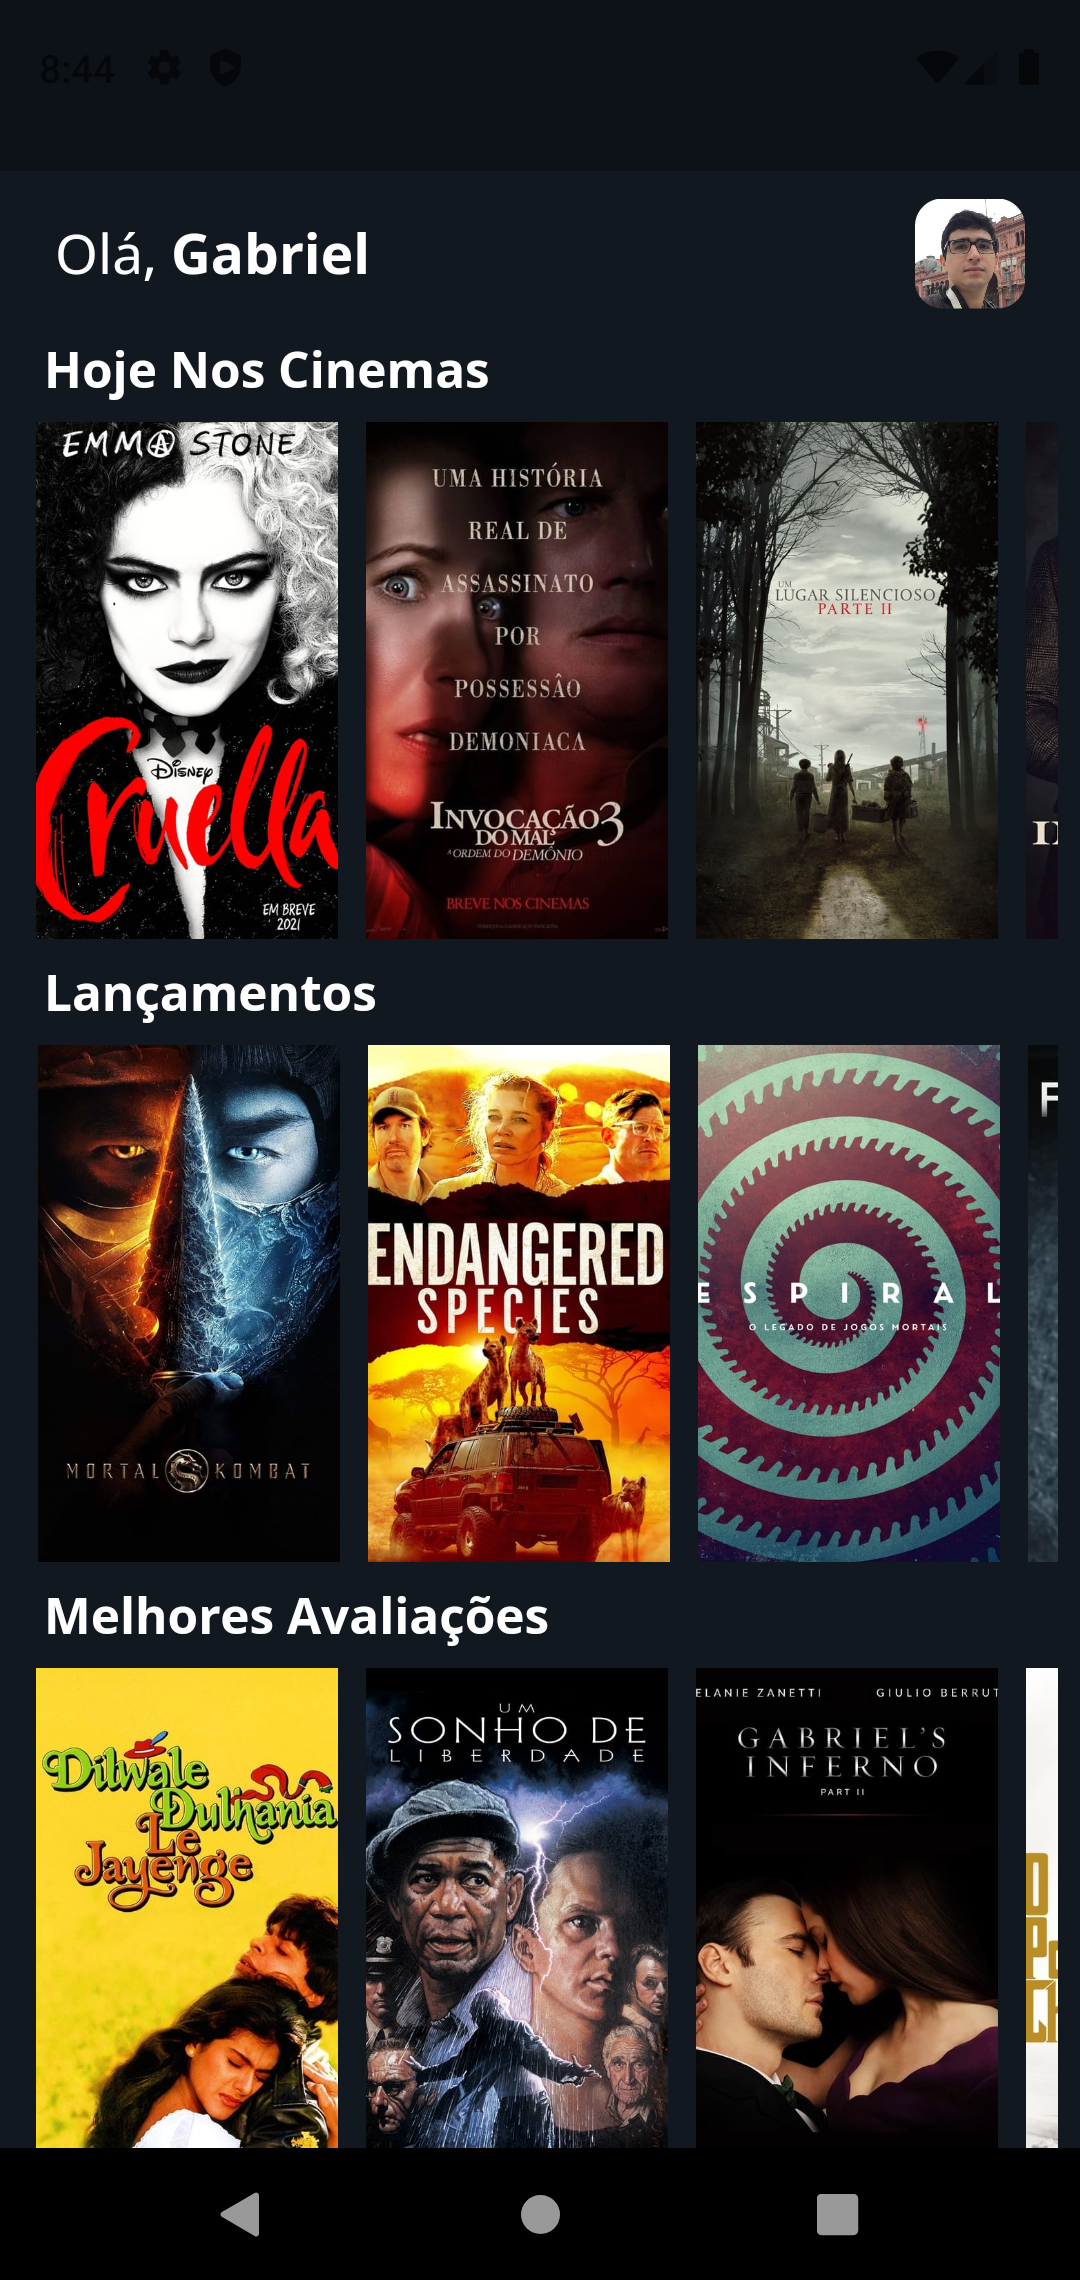 8:44
Olá, Gabriel
Hoje Nos Cinemas
EMMA STONE
DISNEY
Cruella
EM BREVE
2021
UMA HISTÓRIA
REAL DE
ASSASSINATO
POR
POSSESSÃO
DEMONIACA
INVOCAÇÃO 3
DO MAL
A ORDEM DO DEMÔNIO
BREVE NOS CINEMAS
UM
LUGAR SILENCIOSO
PARTE II
Lançamentos
MORTAL KOMBAT
ENDANGERED
SPECIES
ESPIRAL
O LEGADO DE JOGOS MORTAIS
F
Melhores Avaliações
Dilwale
Dulhania
Le
Jayenge
UM
SONHO DE
LIBERDADE
ELANIE ZANETTI GIULIO BERRUT
GABRIEL'S
INFERNO
PART II